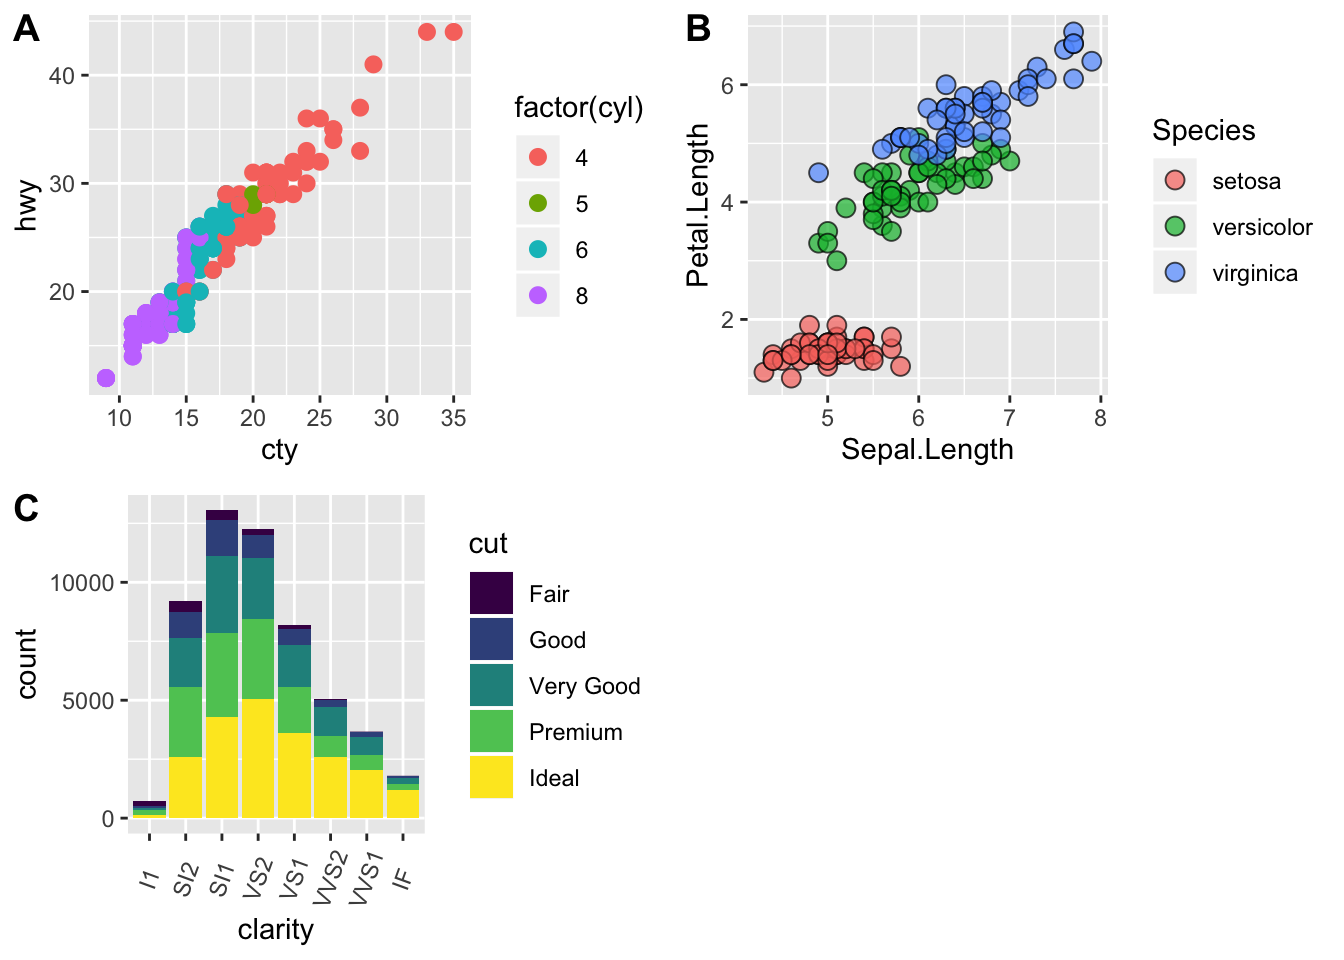 A
hwy
40
30
20
10 15 20 25 30 35
cty
factor(cyl)
4
5
6
8
B
Petal.Length
6
4
2
5 6 7 8
Sepal.Length
Species
setosa
versicolor
virginica
C
count
10000
5000
0
I1 SI2 SI1 VS2 VS1 VVS2 VVS1 IF
clarity
cut
Fair
Good
Very Good
Premium
Ideal